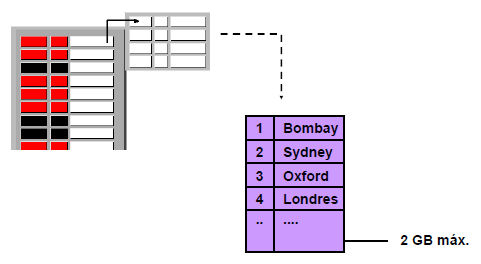 1 Bombay
2 Sydney
3 Oxford
4 Londres
.. ....
2 GB máx.